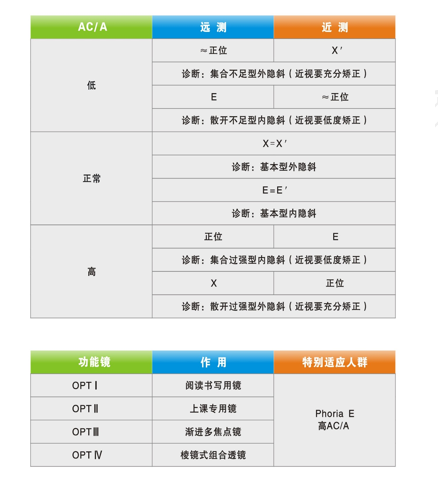 AC/A 远测 近测
≈正位 X′
诊断：集合不足型外隐斜（近视要充分矫正）
低
E ≈正位
诊断：散开不足型内隐斜（近视要低度矫正）
X=X′
诊断：基本型外隐斜
正常
E=E′
诊断：基本型内隐斜
正位 E
诊断：集合过强型内隐斜（近视要低度矫正）
高
X 正位
诊断：散开过强型外隐斜（近视要充分矫正）
功能镜 作用 特别适应人群
OPTⅠ 阅读书写用镜
OPTⅡ 上课专用镜
Phoria E
高AC/A
OPTⅢ 渐进多焦点镜
OPTⅣ 棱镜式组合透镜